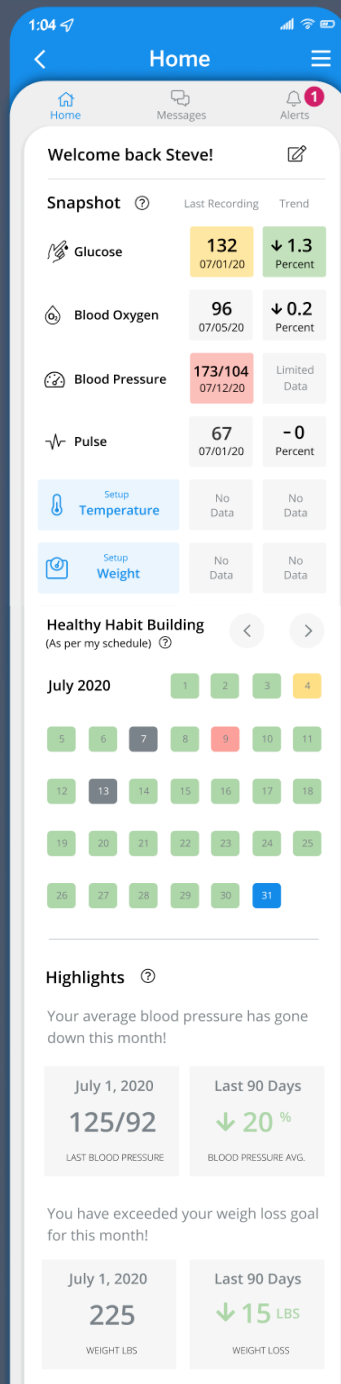 1:04
Home
Home
Messages
Alerts
1
Welcome back Steve!
Snapshot ?
Last Recording
Trend
Glucose
132
07/01/20
1.3
Percent
O₂
Blood Oxygen
96
07/05/20
0.2
Percent
Blood Pressure
173/104
07/12/20
Limited
Data
Pulse
67
07/01/20
- 0
Percent
Setup
Temperature
No
Data
No
Data
Setup
Weight
No
Data
No
Data
Healthy Habit Building
(As per my schedule) ?
July 2020
1 2 3 4
5 6 7 8 9 10 11
12 13 14 15 16 17 18
19 20 21 22 23 24 25
26 27 28 29 30 31
Highlights ?
Your average blood pressure has gone
down this month!
July 1, 2020
125/92
LAST BLOOD PRESSURE
Last 90 Days
20 %
BLOOD PRESSURE AVG.
You have exceeded your weigh loss goal
for this month!
July 1, 2020
225
WEIGHT LBS
Last 90 Days
15 LBS
WEIGHT LOSS